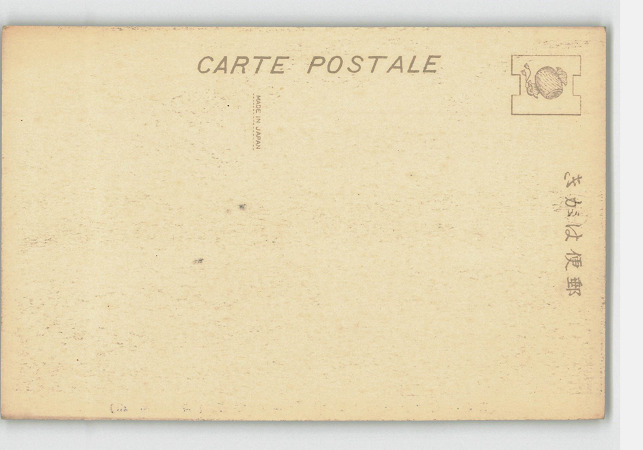 CARTE POSTALE
MADE IN JAPAN
郵便はがき